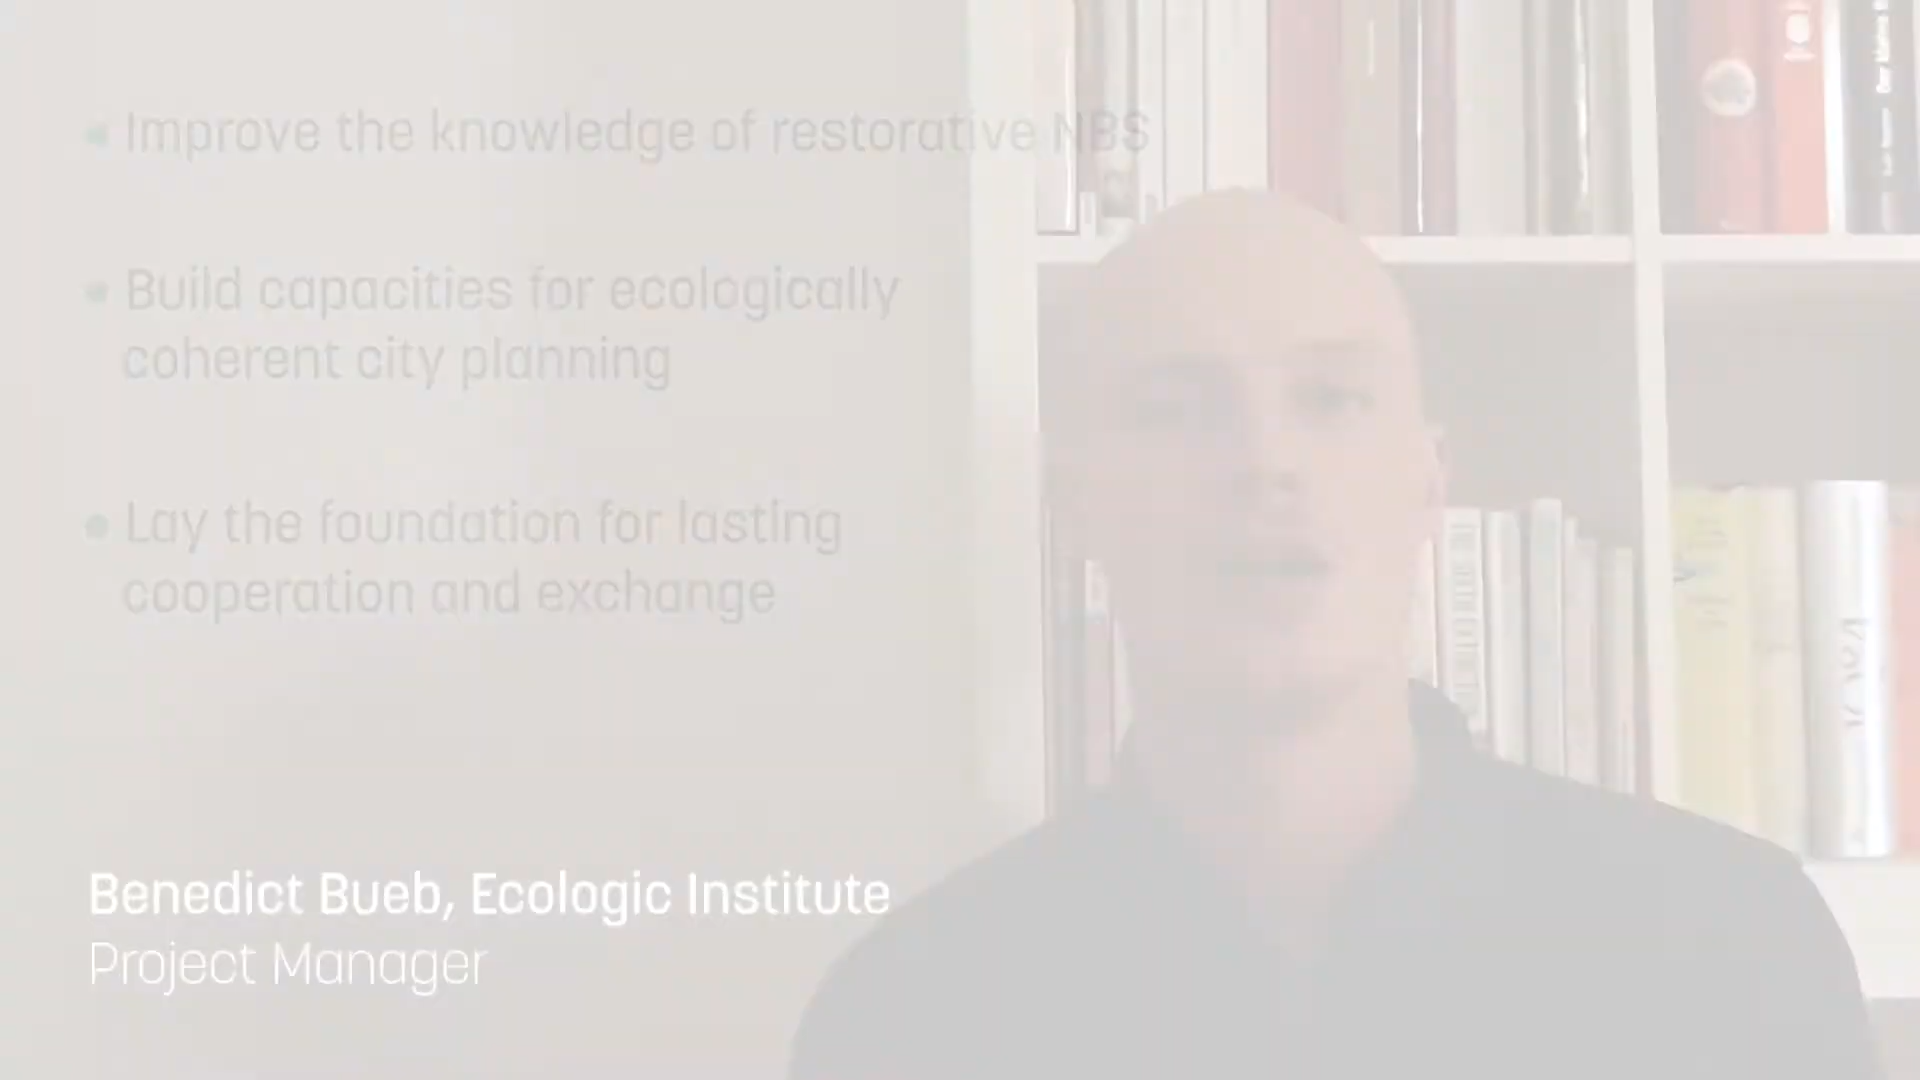 Improve the knowledge of restorative NBS
Build capacities for ecologically
coherent city planning
Lay the foundation for lasting
cooperation and exchange
Benedict Bueb, Ecologic Institute
Project Manager